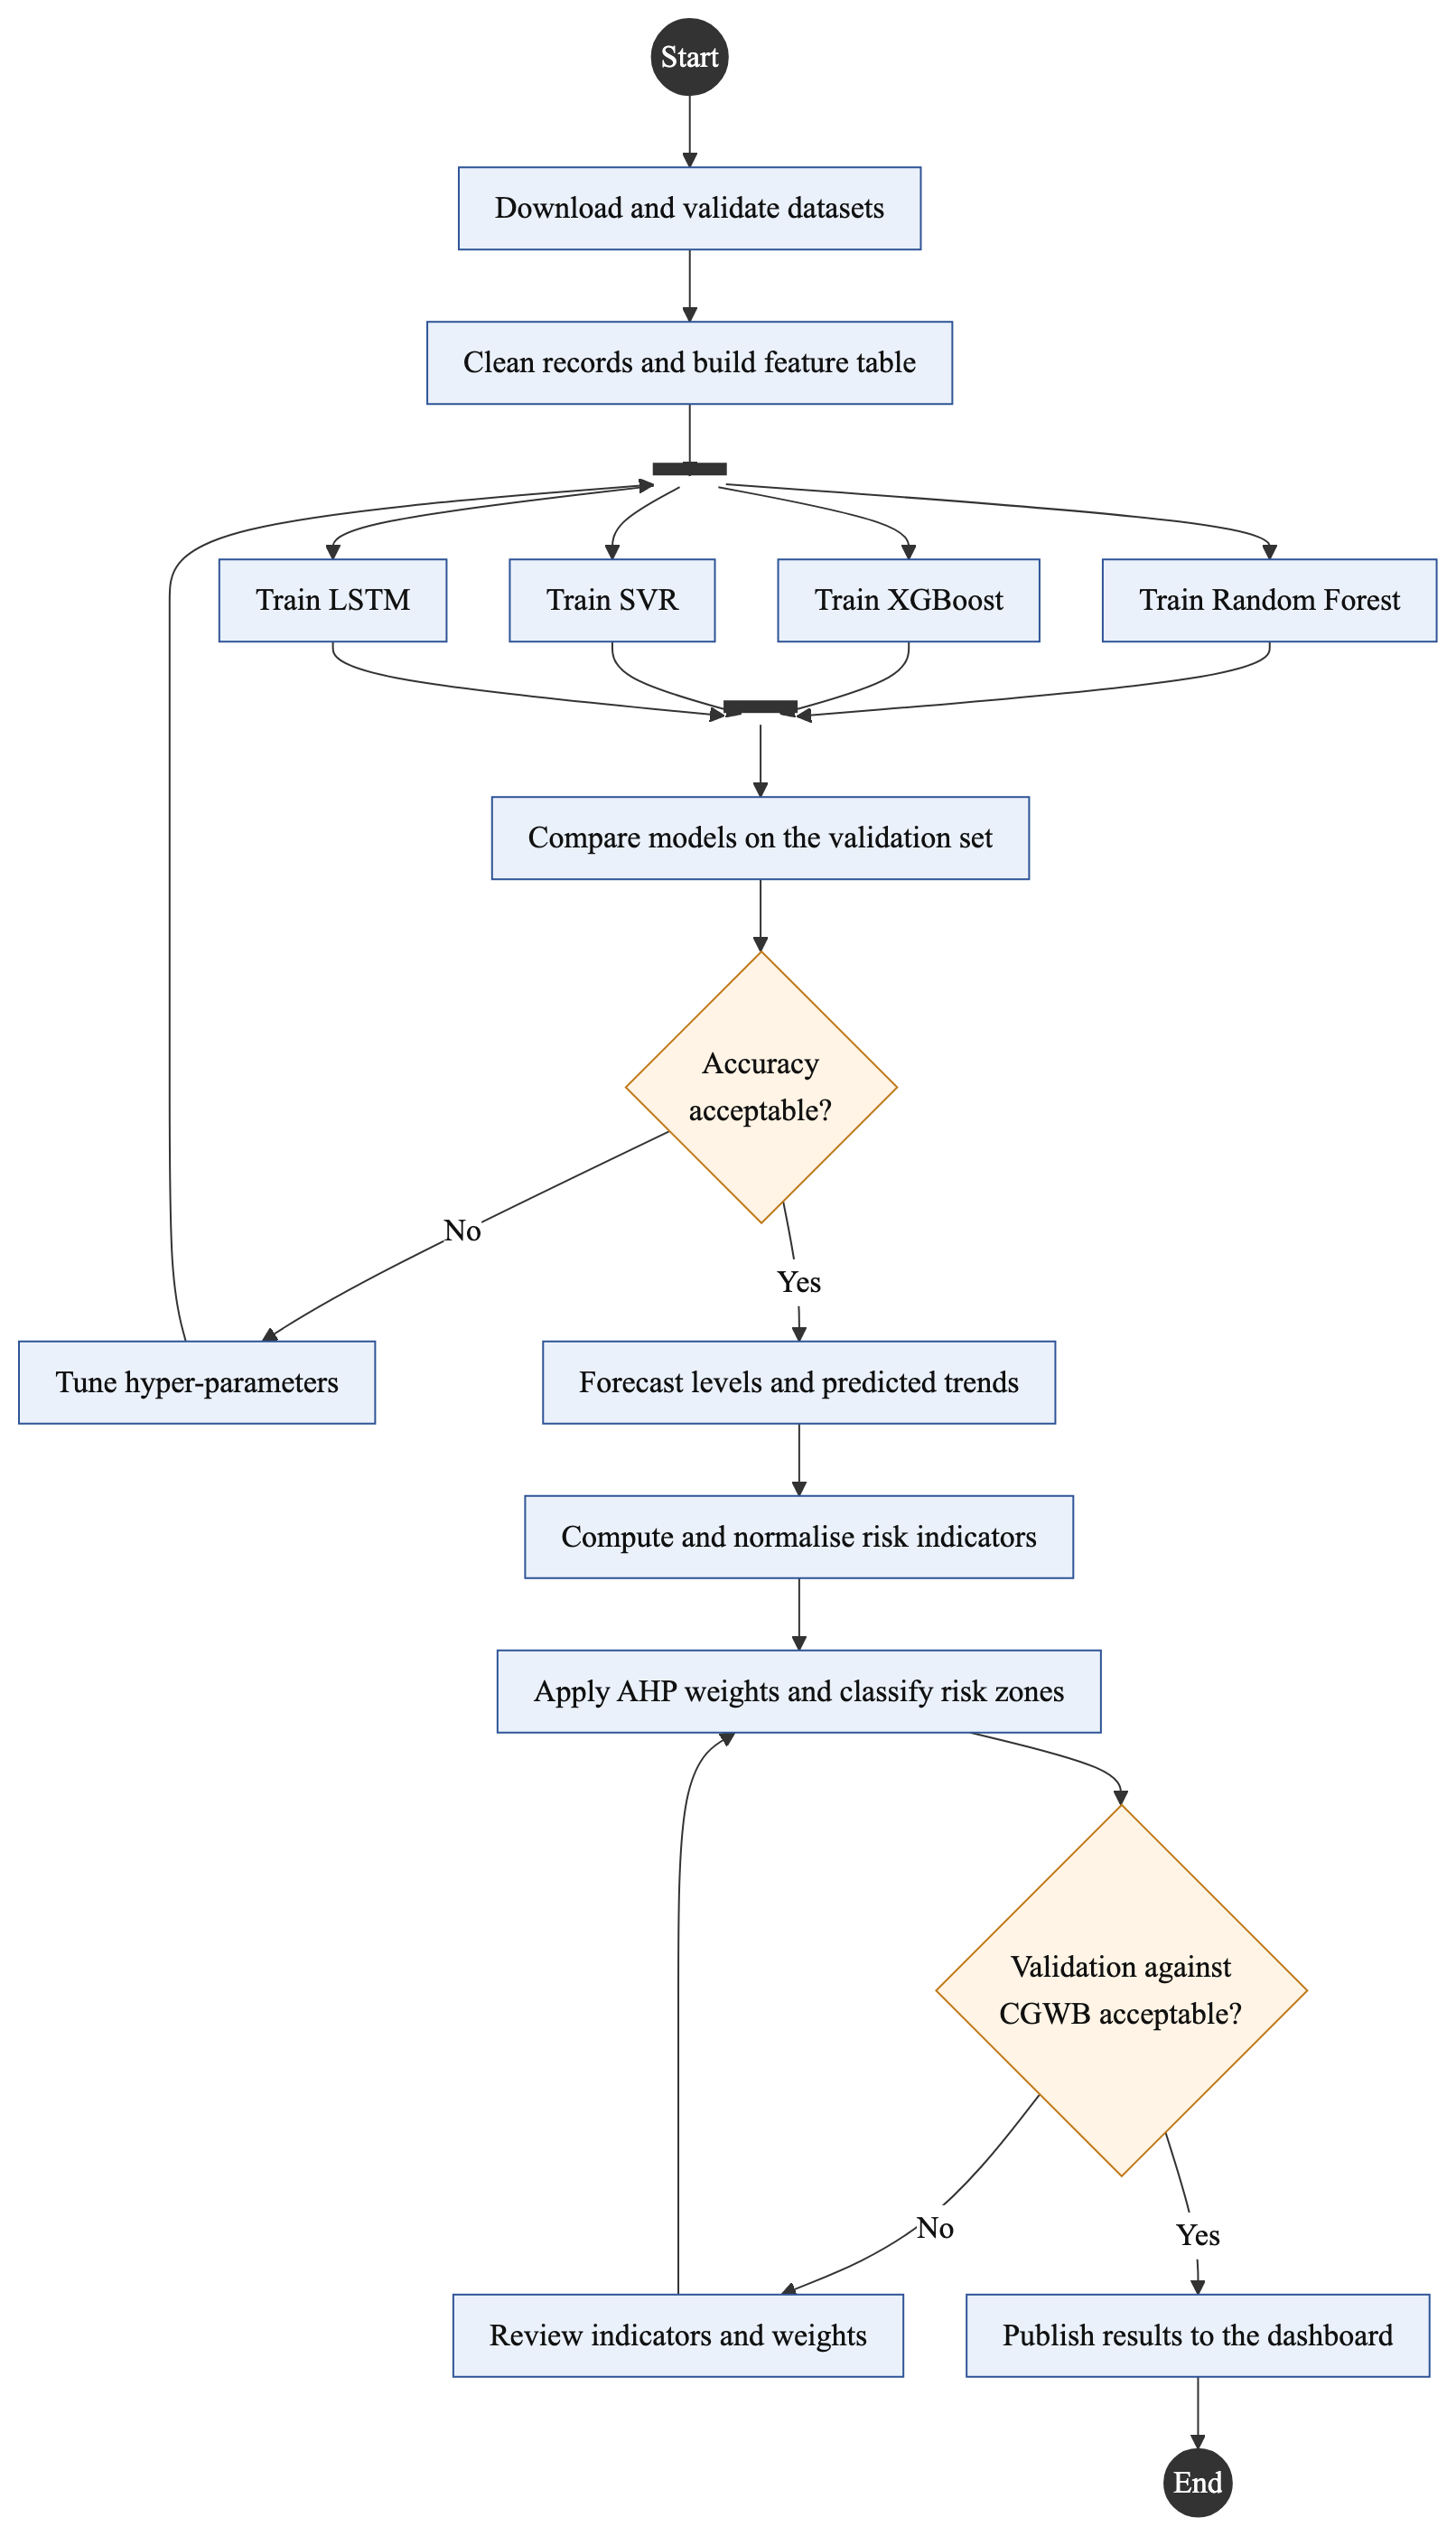 Start
Download and validate datasets
Clean records and build feature table
Train LSTM
Train SVR
Train XGBoost
Train Random Forest
Compare models on the validation set
Accuracy
acceptable?
No
Yes
Tune hyper-parameters
Forecast levels and predicted trends
Compute and normalise risk indicators
Apply AHP weights and classify risk zones
Validation against
CGWB acceptable?
No
Yes
Review indicators and weights
Publish results to the dashboard
End